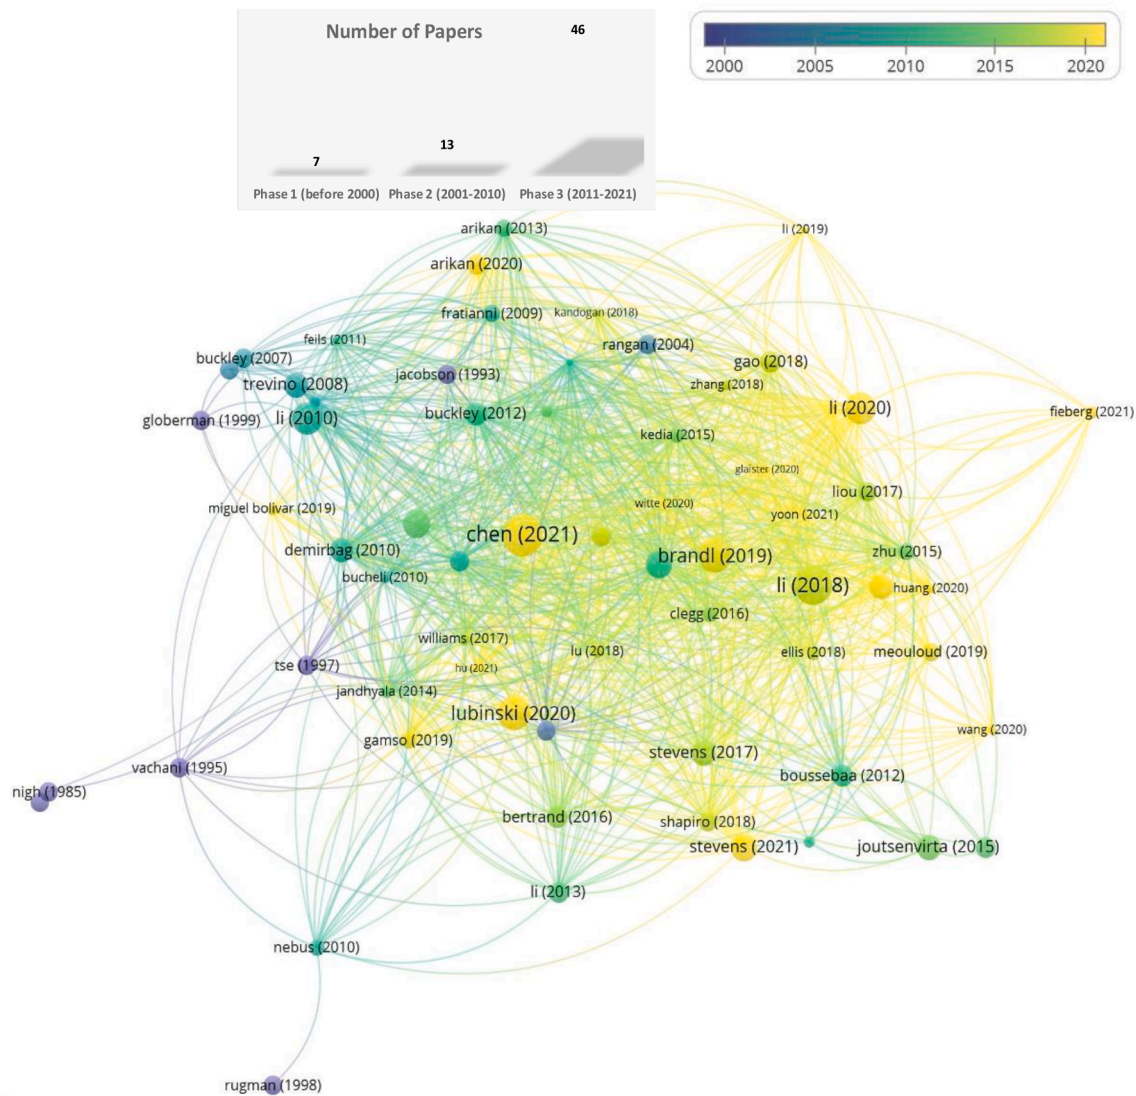 Number of Papers
46
13
7
Phase 1 (before 2000)
Phase 2 (2001-2010)
Phase 3 (2011-2021)
2000
2005
2010
2015
2020
arikan (2013)
li (2019)
arikan (2020)
fratianni (2009)
kandogan (2018)
feils (2011)
rangan (2004)
buckley (2007)
gao (2018)
jacobson (1993)
trevino (2008)
zhang (2018)
li (2020)
fieberg (2021)
buckley (2012)
li (2010)
globerman (1999)
kedia (2015)
glaister (2020)
liou (2017)
witte (2020)
miguel bolivar (2019)
yoon (2021)
chen (2021)
demirbag (2010)
zhu (2015)
brandl (2019)
bucheli (2010)
li (2018)
huang (2020)
clegg (2016)
williams (2017)
lu (2018)
ellis (2018)
meouloud (2019)
tse (1997)
hu (2021)
jandhyala (2014)
lubinski (2020)
wang (2020)
gamso (2019)
stevens (2017)
vachani (1995)
boussebaa (2012)
nigh (1985)
bertrand (2016)
shapiro (2018)
stevens (2021)
joutsenvirta (2015)
li (2013)
nebus (2010)
rugman (1998)